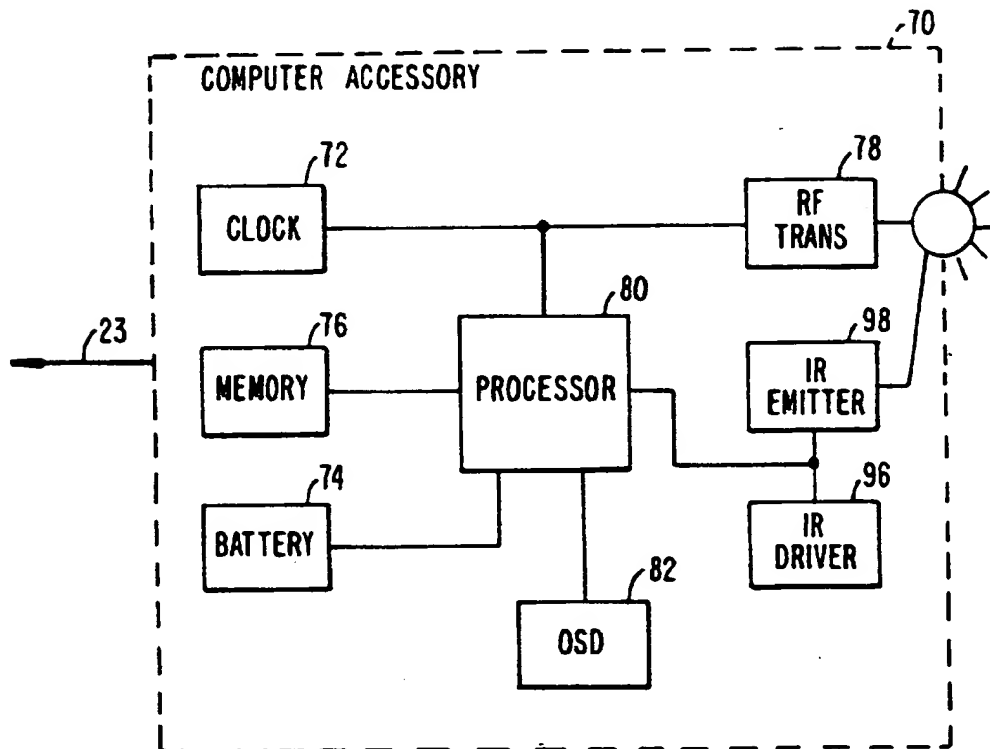 70
COMPUTER ACCESSORY
72
CLOCK
78
RF
TRANS
80
PROCESSOR
23
76
MEMORY
98
IR
EMITTER
74
BATTERY
96
IR
DRIVER
82
OSD